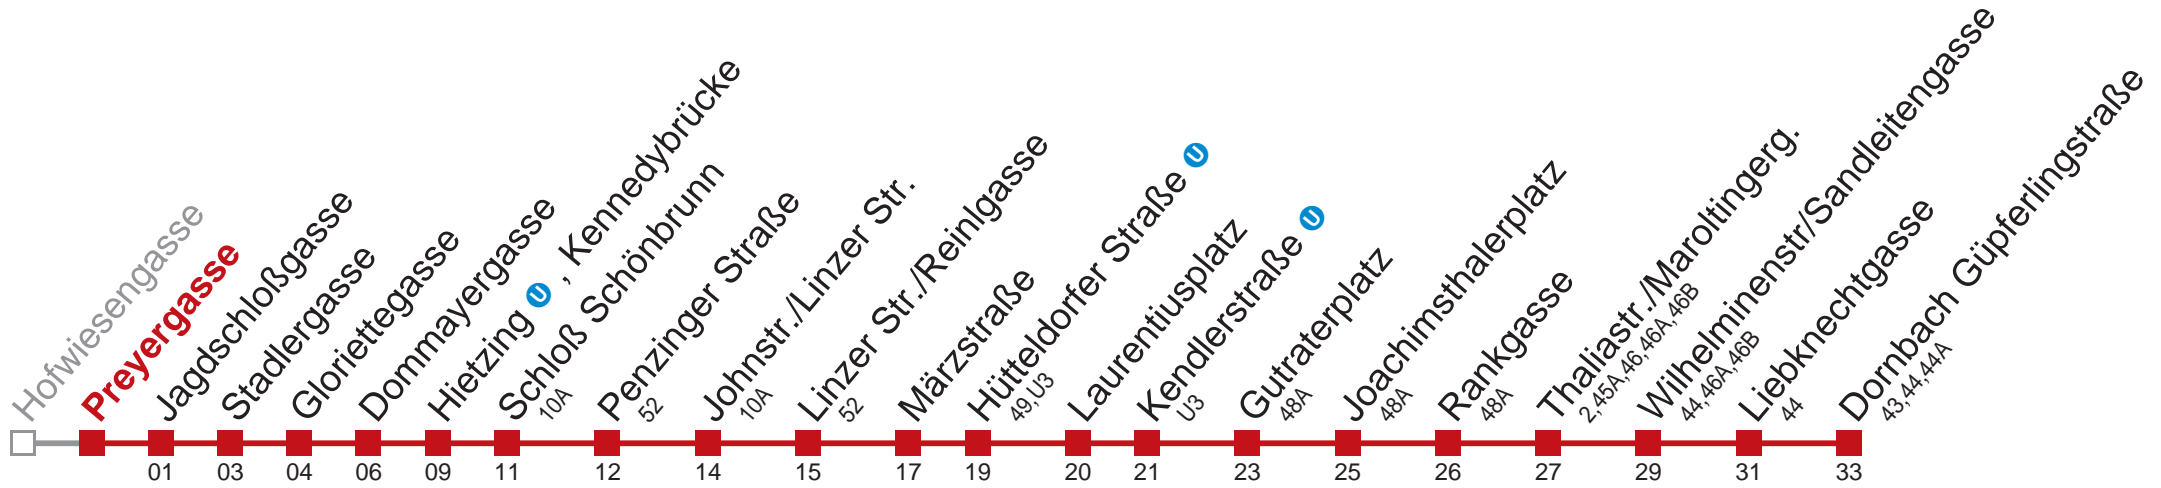 Hofwiesengasse
Preyergasse
Jagdschloßgasse
01
Stadlergasse
03
Gloriettegasse
04
Dommayergasse
06
Hietzing U , Kennedybrücke
09
Schloß Schönbrunn
10A
11
Penzinger Straße
52
12
Johnstr./Linzer Str.
10A
14
Linzer Str./Reinlgasse
52
15
Märzstraße
17
Hütteldorfer Straße U
49,U3
19
Laurentiusplatz
20
Kendlerstraße U
U3
21
Gutraterplatz
48A
23
Joachimsthalerplatz
48A
25
Rankgasse
48A
26
Thaliastr./Maroltingerg.
2,45A,46,46A,46B
27
Wilhelminenstr/Sandleitengasse
44,46A,46B
29
Liebknechtgasse
44
31
Dornbach Güpferlingstraße
43,44,44A
33